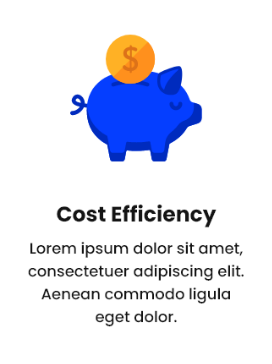 $
Cost Efficiency
Lorem ipsum dolor sit amet,
consectetuer adipiscing elit.
Aenean commodo ligula
eget dolor.